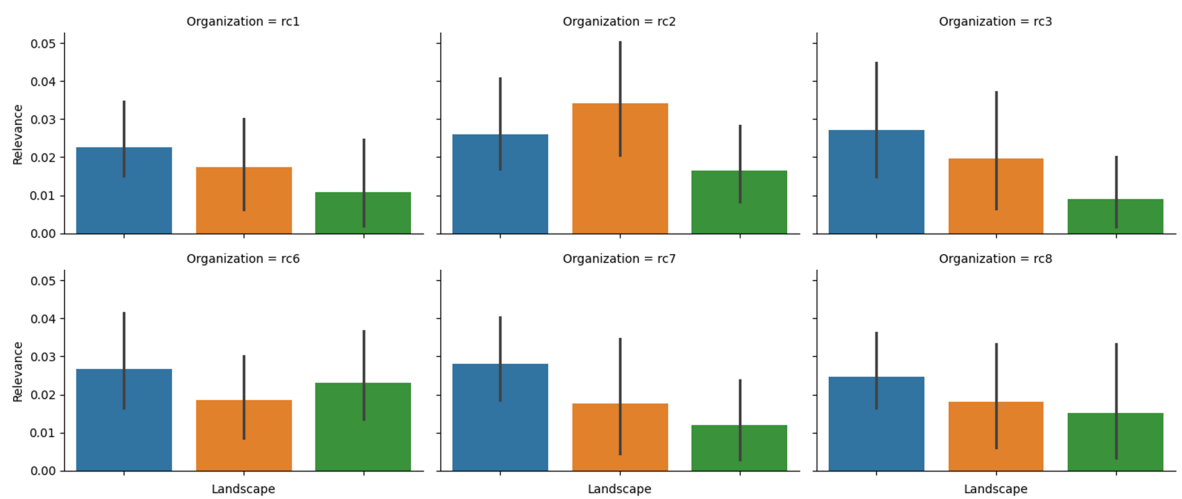 Organization = rc1
Organization = rc2
Organization = rc3
0.05
0.04
0.03
0.02
0.01
0.00
Relevance
Organization = rc6
Organization = rc7
Organization = rc8
0.05
0.04
0.03
0.02
0.01
0.00
Relevance
Landscape
Landscape
Landscape